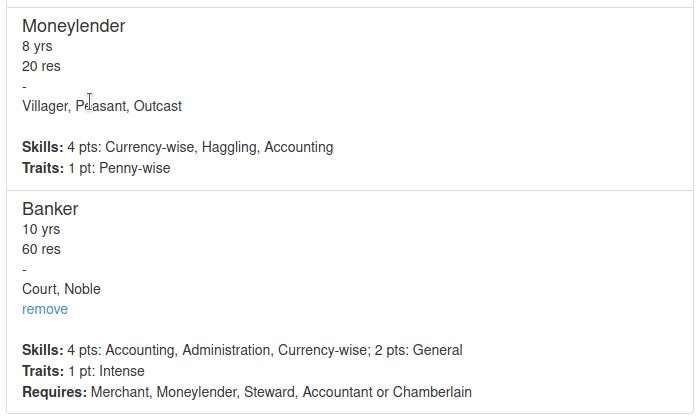 Moneylender
8 yrs
20 res
-
Villager, Peasant, Outcast
Skills: 4 pts: Currency-wise, Haggling, Accounting
Traits: 1 pt: Penny-wise
Banker
10 yrs
60 res
-
Court, Noble
remove
Skills: 4 pts: Accounting, Administration, Currency-wise; 2 pts: General
Traits: 1 pt: Intense
Requires: Merchant, Moneylender, Steward, Accountant or Chamberlain